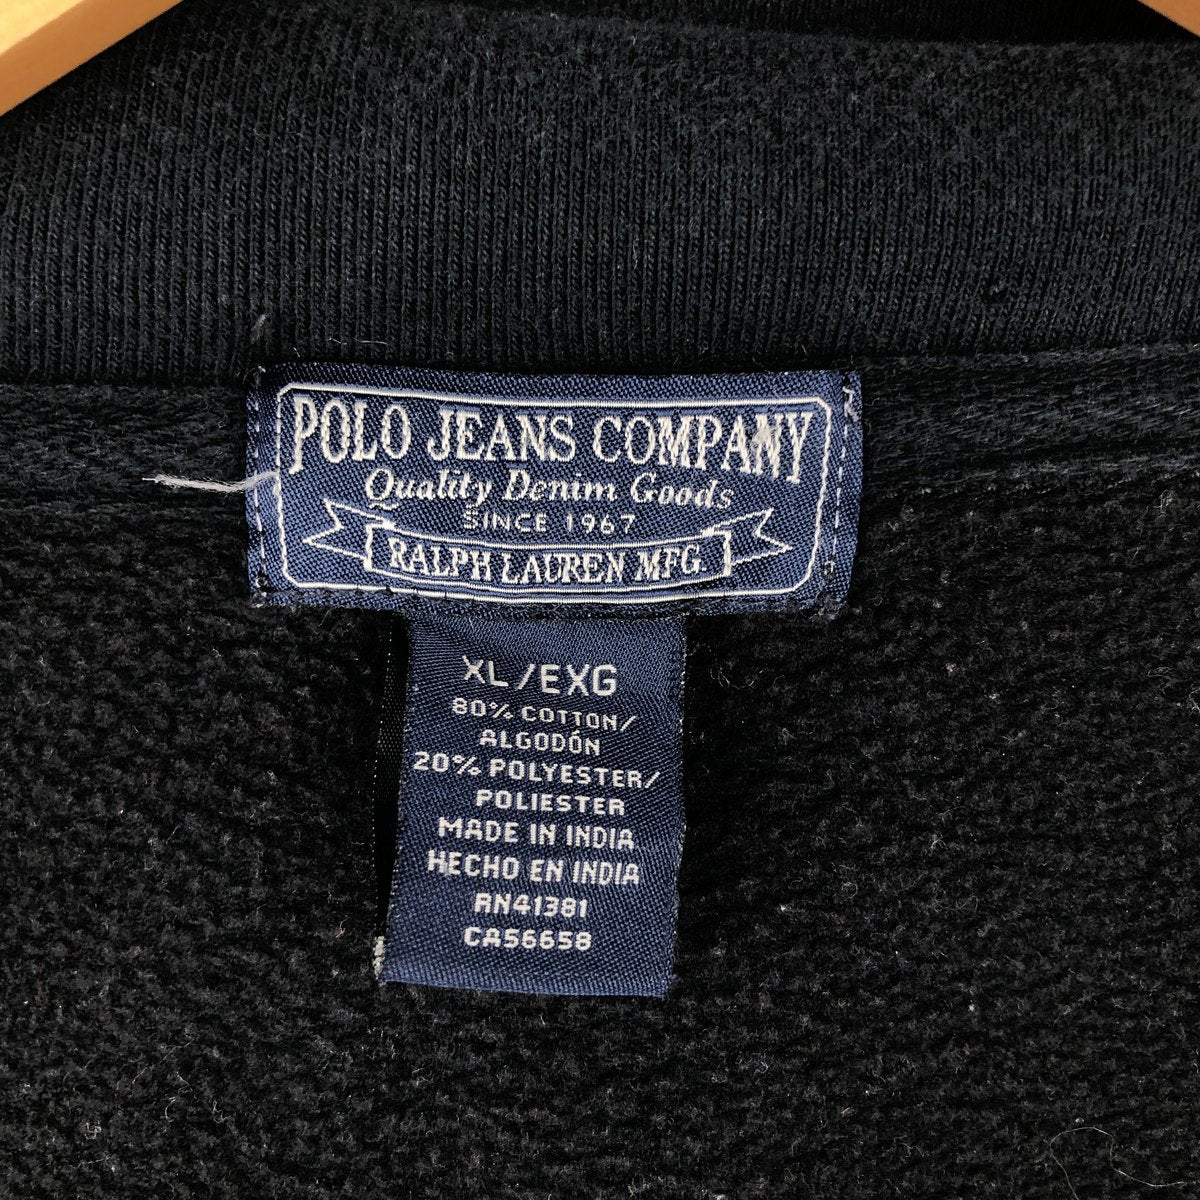 POLO JEANS COMPANY
Quality Denim Goods
SINCE 1967
RALPH LAUREN MFG.
XL/EXG
80% COTTON/
ALGODÓN
20% POLYESTER/
POLIESTER
MADE IN INDIA
HECHO EN INDIA
RN41381
CA56658